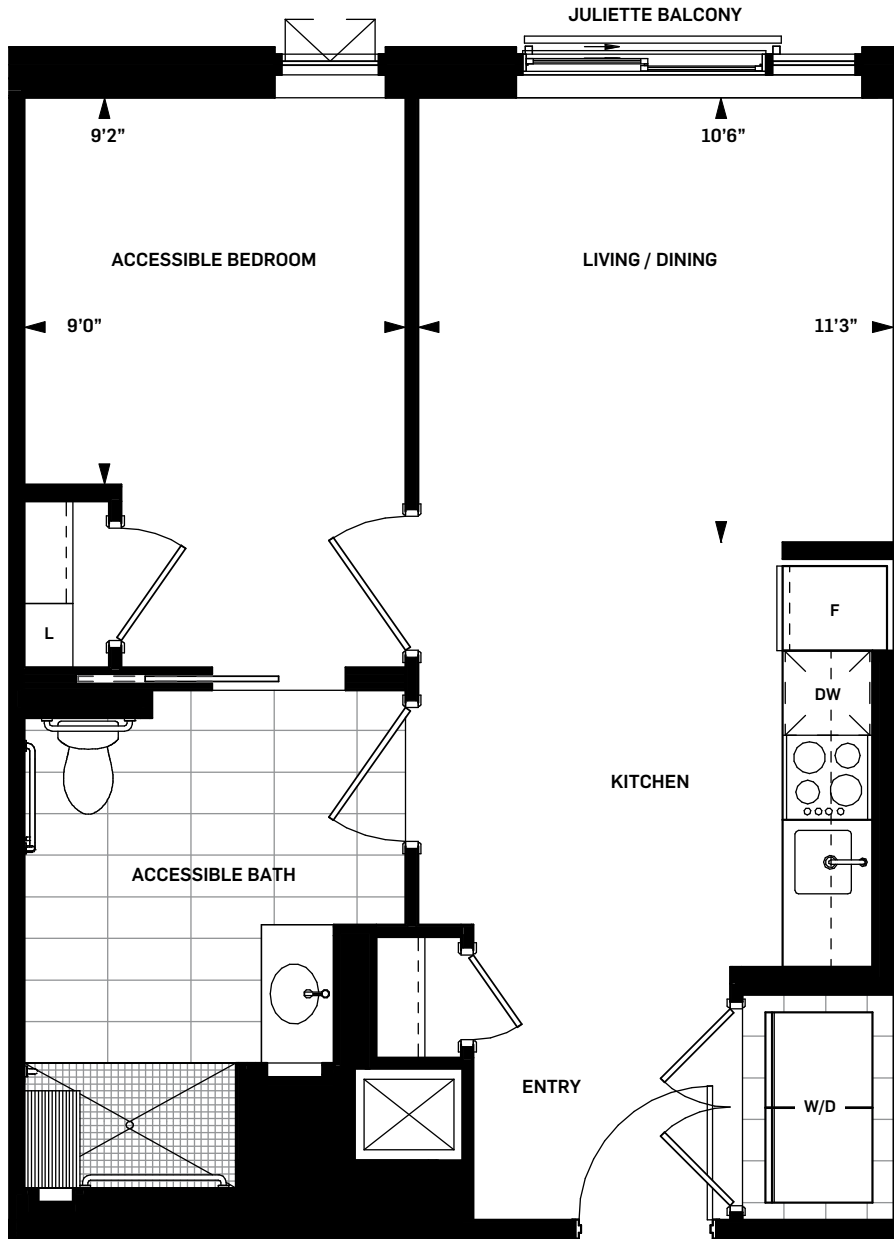 JULIETTE BALCONY
9’2”
10’6”
ACCESSIBLE BEDROOM
LIVING / DINING
9’0”
11’3”
L
F
DW
KITCHEN
ACCESSIBLE BATH
ENTRY
W/D